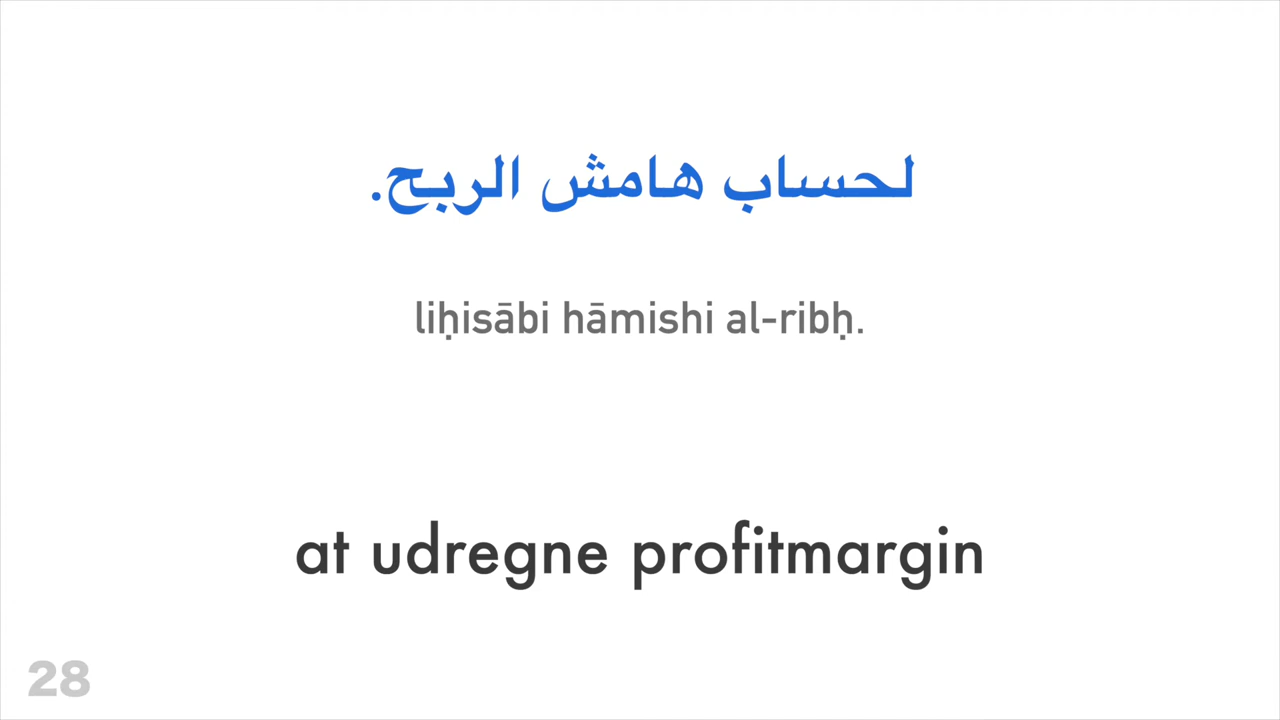 لحساب هامش الربح.
liḥisābi hāmishi al-ribḥ.
at udregne profitmargin
28